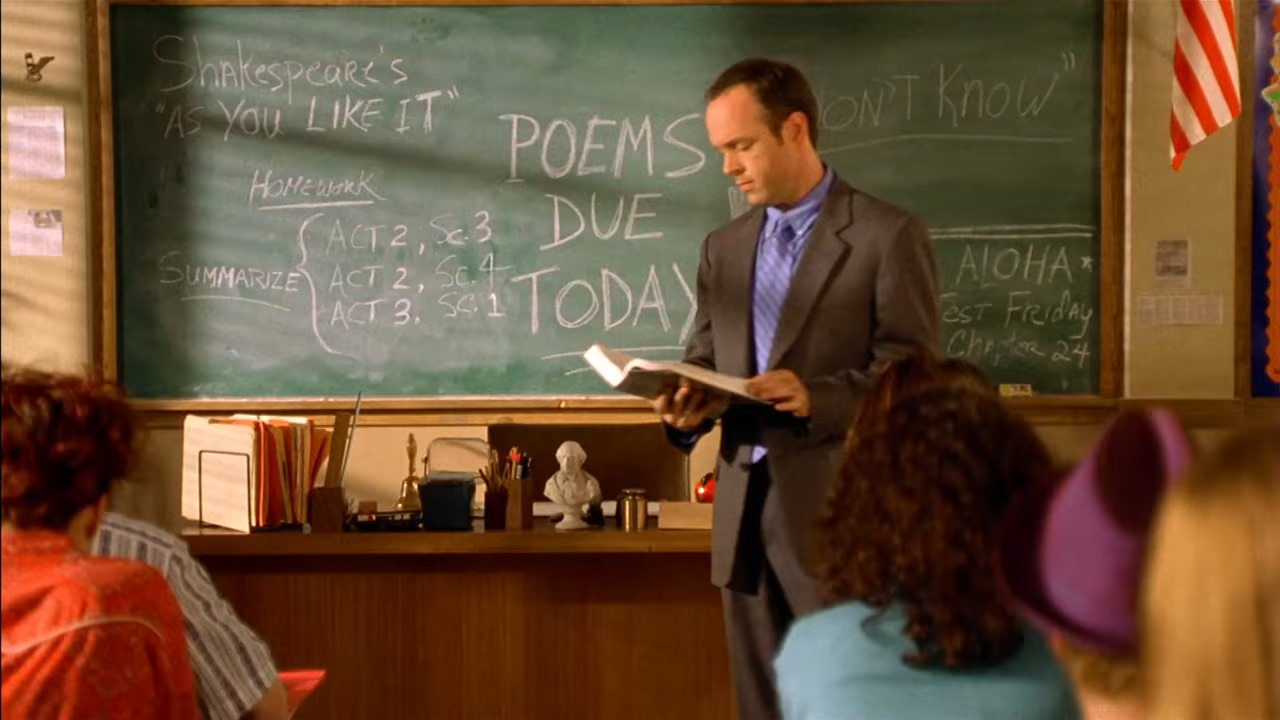 Shakespeare's
"AS YOU LIKE IT"
HOMEWORK
SUMMARIZE
ACT 2, Sc. 3
ACT 2, Sc. 4
ACT 3. Sc. 1
POEMS
DUE
TODAY
ON'T KNOW"
ALOHA*
est Friday
Chapter 24